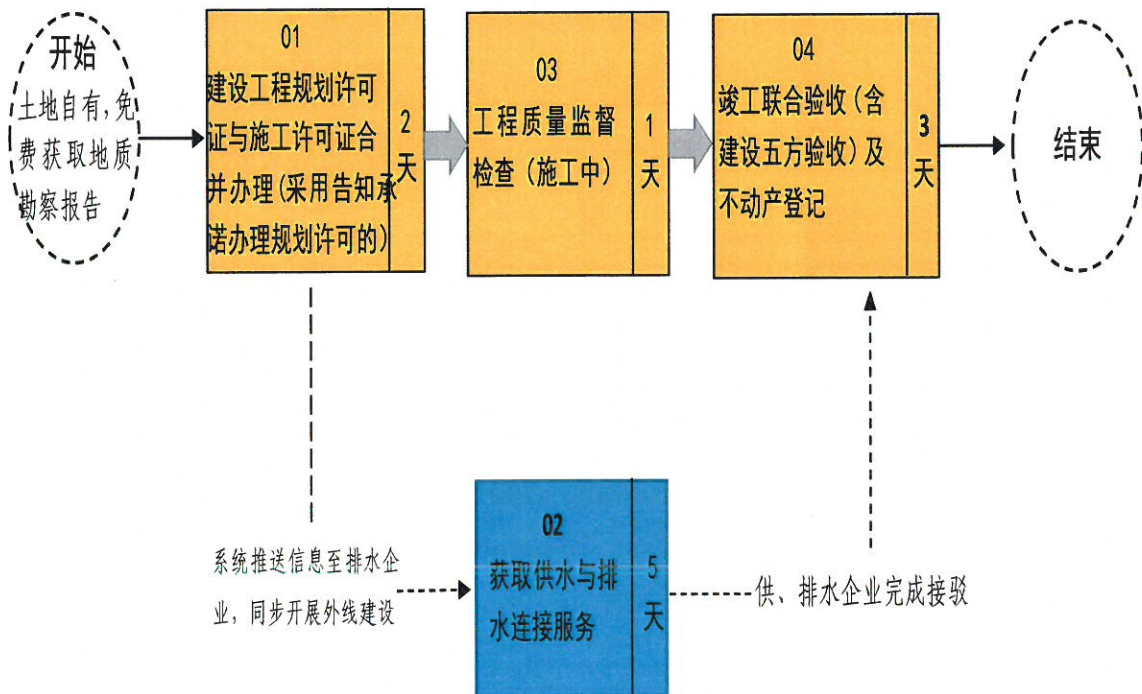 开始
土地自有,免
费获取地质
勘察报告
01
建设工程规划许可
证与施工许可证合
并办理(采用告知承
诺办理规划许可的)
2
天
03
工程质量监督
检查（施工中）
1
天
04
竣工联合验收(含
建设五方验收)及
不动产登记
3
天
结束
系统推送信息至排水企
业，同步开展外线建设
02
获取供水与排
水连接服务
5
天
供、排水企业完成接驳